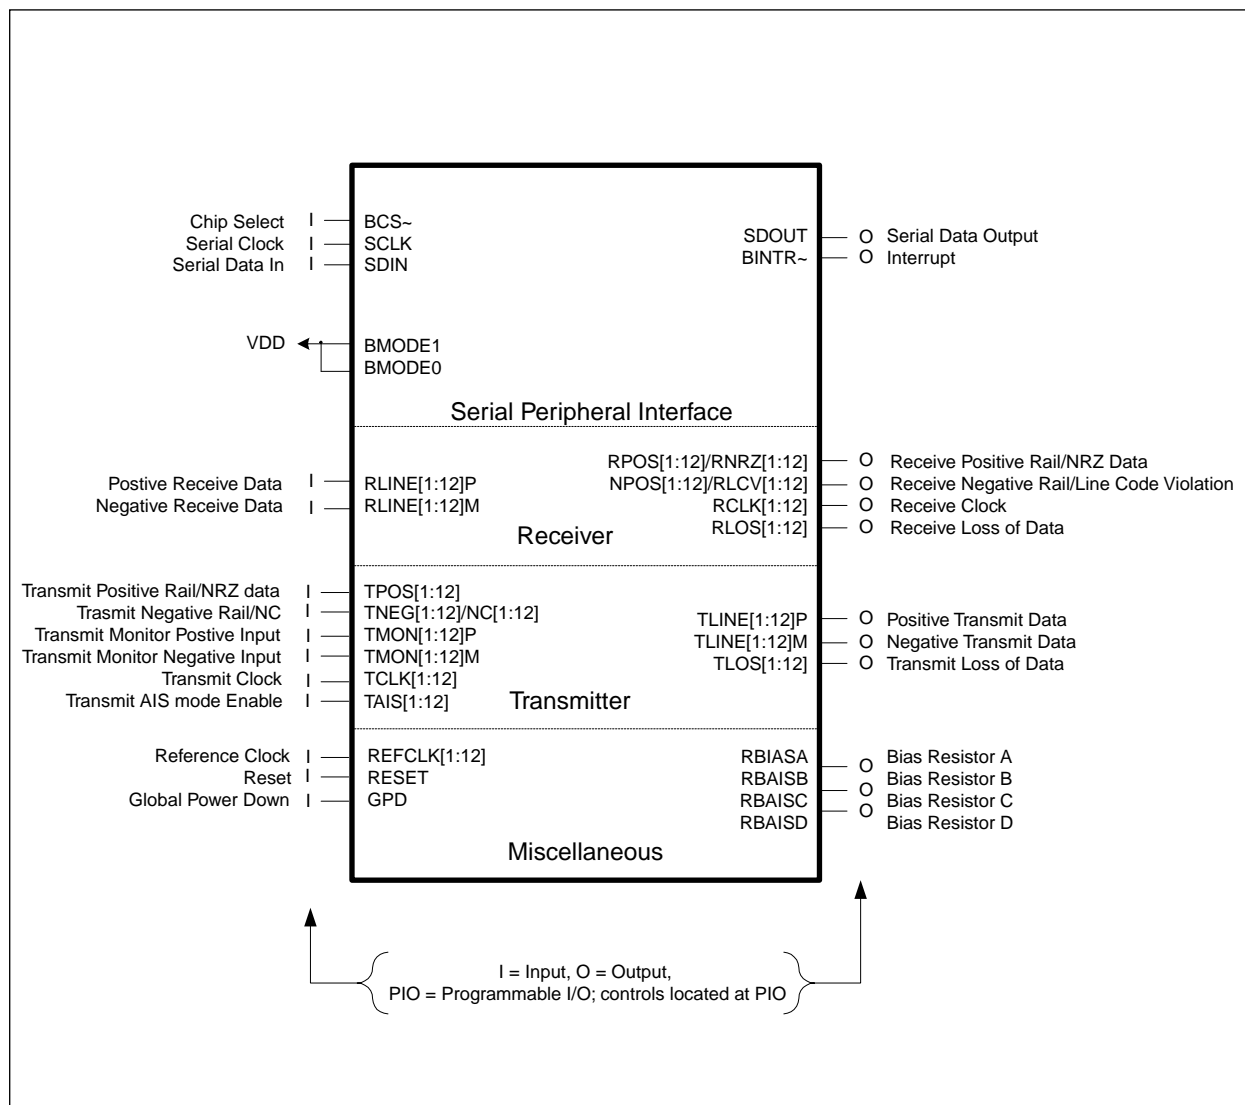 Chip Select I BCS~
Serial Clock I SCLK
Serial Data In I SDIN
SDOUT O Serial Data Output
BINTR~ O Interrupt
VDD BMODE1
BMODE0
Serial Peripheral Interface
Postive Receive Data I RLINE[1:12]P
Negative Receive Data I RLINE[1:12]M
RPOS[1:12]/RNRZ[1:12] O Receive Positive Rail/NRZ Data
NPOS[1:12]/RLCV[1:12] O Receive Negative Rail/Line Code Violation
RCLK[1:12] O Receive Clock
RLOS[1:12] O Receive Loss of Data
Receiver
Transmit Positive Rail/NRZ data I TPOS[1:12]
Trasmit Negative Rail/NC I TNEG[1:12]/NC[1:12]
Transmit Monitor Postive Input I TMON[1:12]P
Transmit Monitor Negative Input I TMON[1:12]M
Transmit Clock I TCLK[1:12]
Transmit AIS mode Enable I TAIS[1:12]
TLINE[1:12]P O Positive Transmit Data
TLINE[1:12]M O Negative Transmit Data
TLOS[1:12] O Transmit Loss of Data
Transmitter
Reference Clock I REFCLK[1:12]
Reset I RESET
Global Power Down I GPD
RBIASA O Bias Resistor A
RBAISB O Bias Resistor B
RBAISC O Bias Resistor C
RBAISD Bias Resistor D
Miscellaneous
I = Input, O = Output,
PIO = Programmable I/O; controls located at PIO